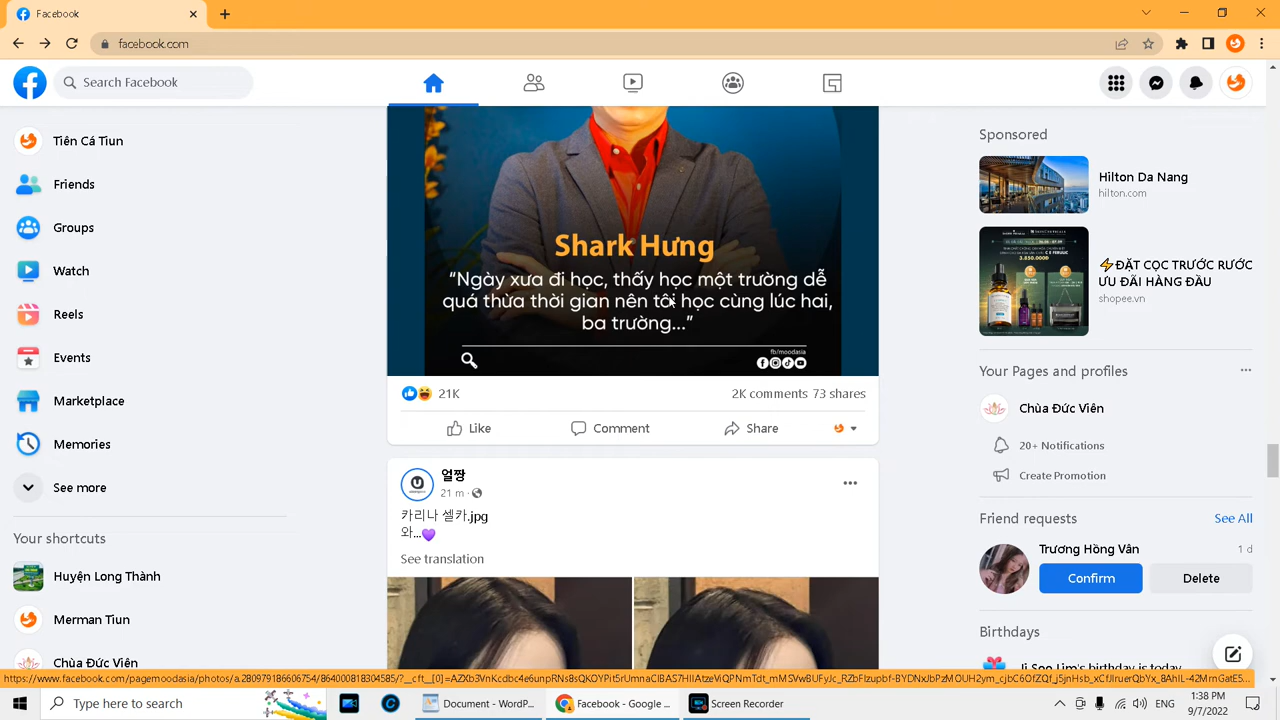 Facebook
facebook.com
Search Facebook
Tiên Cá Tiun
Friends
Groups
Watch
Reels
Events
Marketplace
Memories
See more
Your shortcuts
Huyện Long Thành
Merman Tiun
Chùa Đức Viên
Shark Hưng
“Ngày xưa đi học, thấy học một trường dễ
quá thừa thời gian nên tôi học cùng lúc hai,
ba trường...”
fb/moodasia
21K
2K comments 73 shares
Like
Comment
Share
얼짱
21 m
카리나 셀카.jpg
와...💜
See translation
Sponsored
Hilton Da Nang
hilton.com
3.850.000Đ
⚡ĐẶT CỌC TRƯỚC RƯỚC
ƯU ĐÃI HÀNG ĐẦU
shopee.vn
Your Pages and profiles
Chùa Đức Viên
20+ Notifications
Create Promotion
Friend requests
See All
Trương Hồng Vân
1 d
Confirm
Delete
Birthdays
Ji Soo Lim's birthday is today.
Type here to search
Document - WordP...
Facebook - Google ...
Screen Recorder
ENG
1:38 PM
9/7/2022